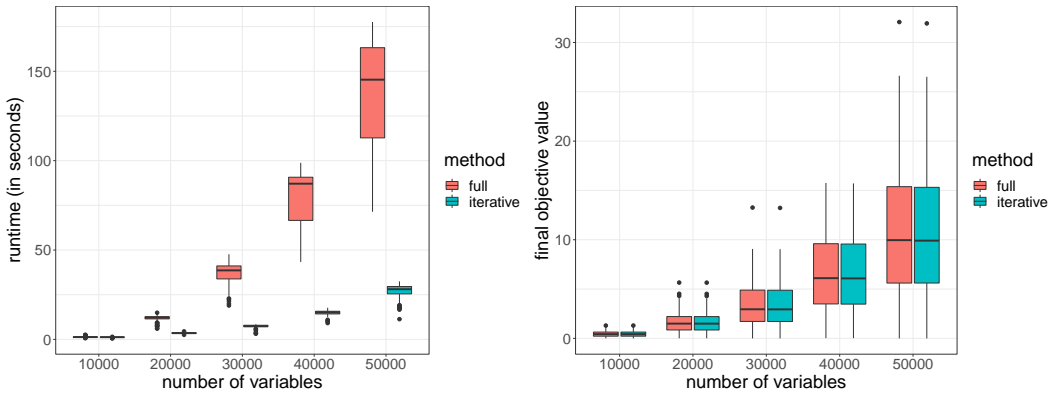 runtime (in seconds)
150
100
50
0
10000 20000 30000 40000 50000
number of variables
method
full
iterative
final objective value
30
20
10
0
10000 20000 30000 40000 50000
number of variables
method
full
iterative